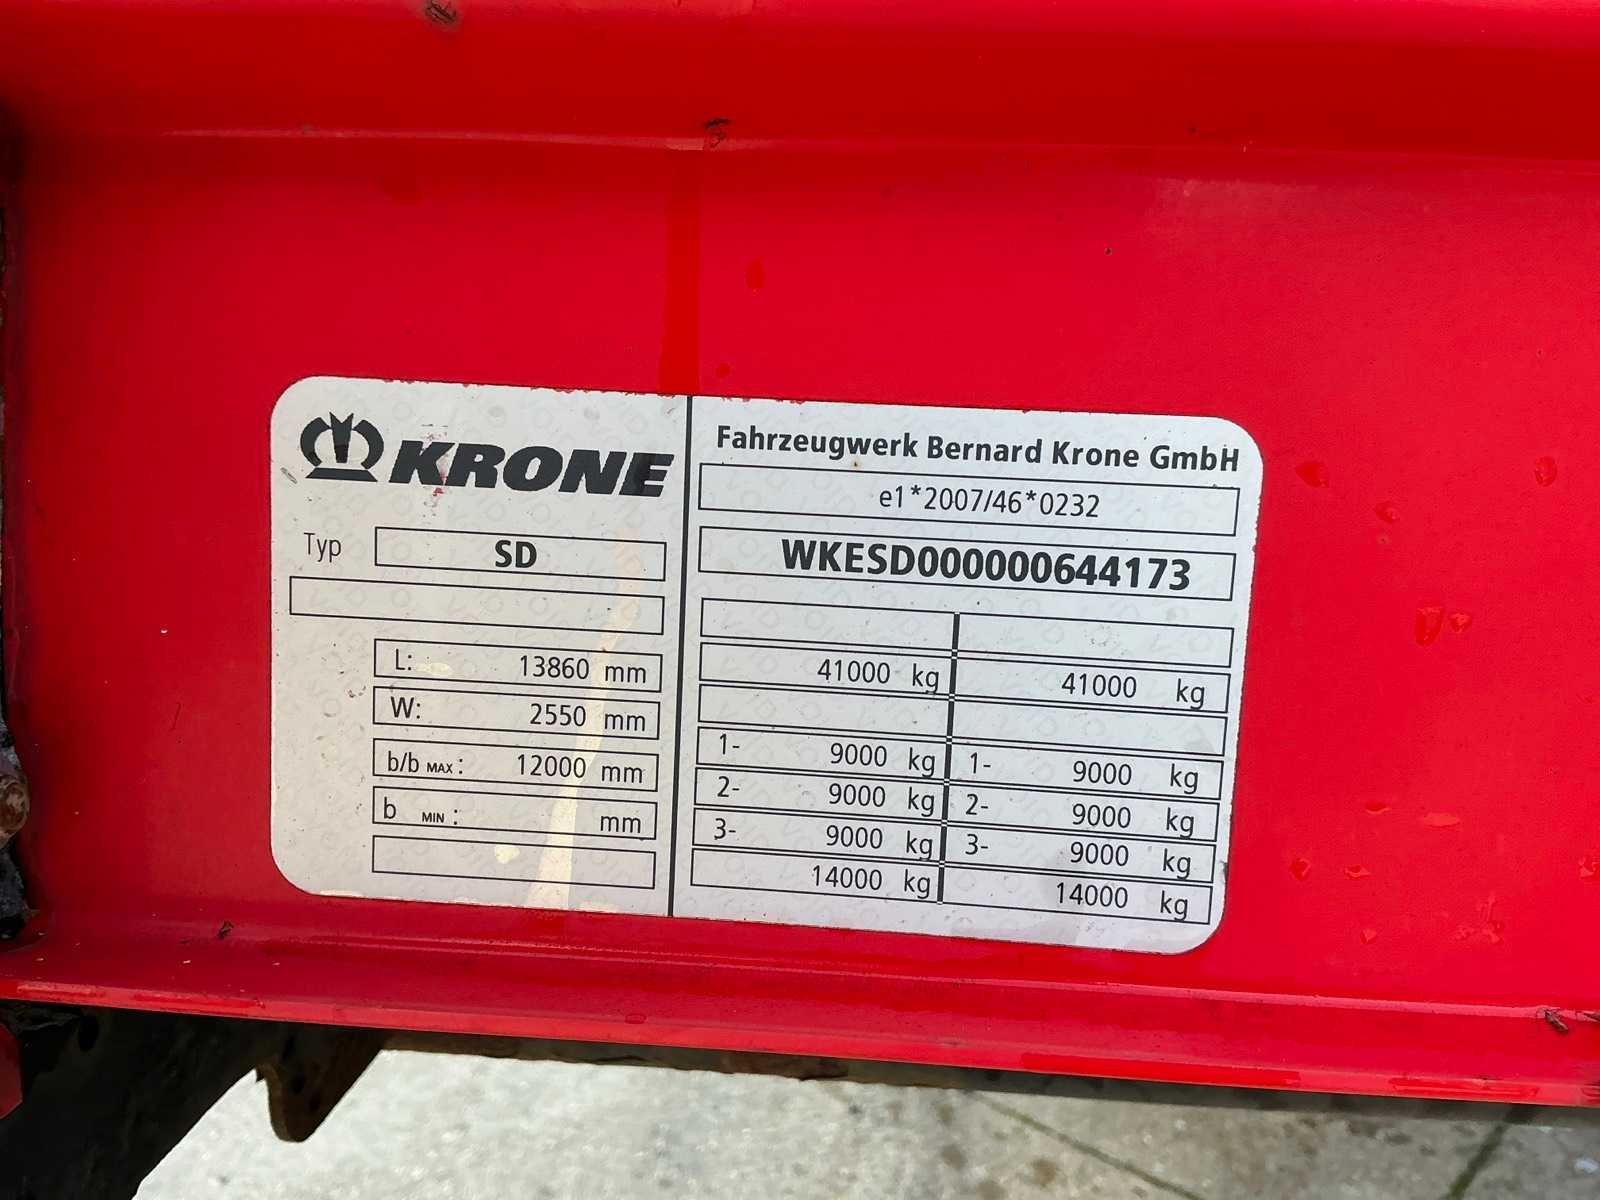 KRONE
Typ SD
L: 13860 mm
W: 2550 mm
b/b MAX: 12000 mm
b MIN: mm
Fahrzeugwerk Bernard Krone GmbH
e1*2007/46*0232
WKESD000000644173
41000 kg 41000 kg
1- 9000 kg 1- 9000 kg
2- 9000 kg 2- 9000 kg
3- 9000 kg 3- 9000 kg
14000 kg 14000 kg